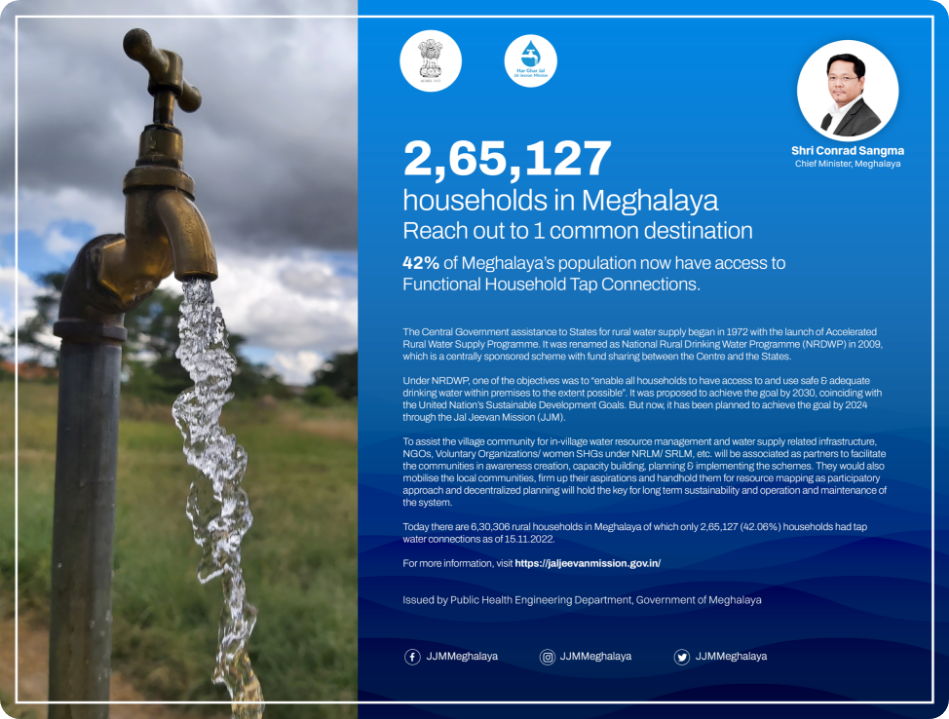 Har Ghar Jal
Jal Jeevan Mission
Shri Conrad Sangma
Chief Minister, Meghalaya
2,65,127
households in Meghalaya
Reach out to 1 common destination
42% of Meghalaya's population now have access to
Functional Household Tap Connections.
The Central Government assistance to States for rural water supply began in 1972 with the launch of Accelerated
Rural Water Supply Programme. It was renamed as National Rural Drinking Water Programme (NRDWP) in 2009,
which is a centrally sponsored scheme with fund sharing between the Centre and the States.
Under NRDWP, one of the objectives was to "enable all households to have access to and use safe & adequate
drinking water within premises to the extent possible". It was proposed to achieve the goal by 2030, coinciding with
the United Nation's Sustainable Development Goals. But now, it has been planned to achieve the goal by 2024
through the Jal Jeevan Mission (JJM).
To assist the village community for in-village water resource management and water supply related infrastructure,
NGOs, Voluntary Organizations/ women SHGs under NRLM/ SRLM, etc. will be associated as partners to facilitate
the communities in awareness creation, capacity building, planning & implementing the schemes. They would also
mobilise the local communities, firm up their aspirations and handhold them for resource mapping as participatory
approach and decentralized planning will hold the key for long term sustainability and operation and maintenance of
the system.
Today there are 6,30,306 rural households in Meghalaya of which only 2,65,127 (42.06%) households had tap
water connections as of 15.11.2022.
For more information, visit https://jaljeevanmission.gov.in/
Issued by Public Health Engineering Department, Government of Meghalaya
JJMMeghalaya JJMMeghalaya JJMMeghalaya